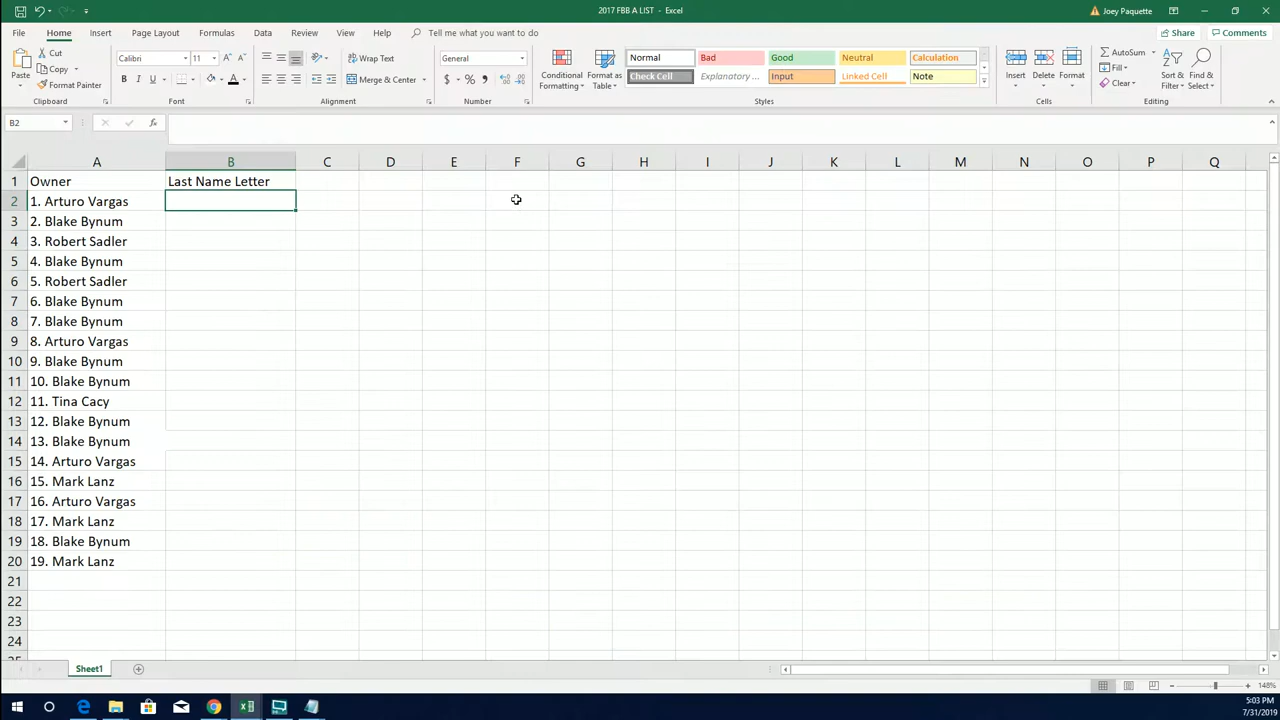 2017 FBB A LIST - Excel
Joey Paquette
File Home Insert Page Layout Formulas Data Review View Help Tell me what you want to do
Share Comments
Paste
Cut
Copy
Format Painter
Clipboard
Calibri 11
B I U
Font
Wrap Text
Merge & Center
Alignment
General
$ % ,
Number
Conditional Formatting
Format as Table
Normal Bad Good Neutral Calculation
Check Cell Explanatory ... Input Linked Cell Note
Styles
Insert Delete Format
Cells
AutoSum
Fill
Clear
Sort & Filter
Find & Select
Editing
B2
fx
A B C D E F G H I J K L M N O P Q
1 Owner Last Name Letter
2 1. Arturo Vargas
3 2. Blake Bynum
4 3. Robert Sadler
5 4. Blake Bynum
6 5. Robert Sadler
7 6. Blake Bynum
8 7. Blake Bynum
9 8. Arturo Vargas
10 9. Blake Bynum
11 10. Blake Bynum
12 11. Tina Cacy
13 12. Blake Bynum
14 13. Blake Bynum
15 14. Arturo Vargas
16 15. Mark Lanz
17 16. Arturo Vargas
18 17. Mark Lanz
19 18. Blake Bynum
20 19. Mark Lanz
21
22
23
24
25
Sheet1
148%
5:03 PM
7/31/2019